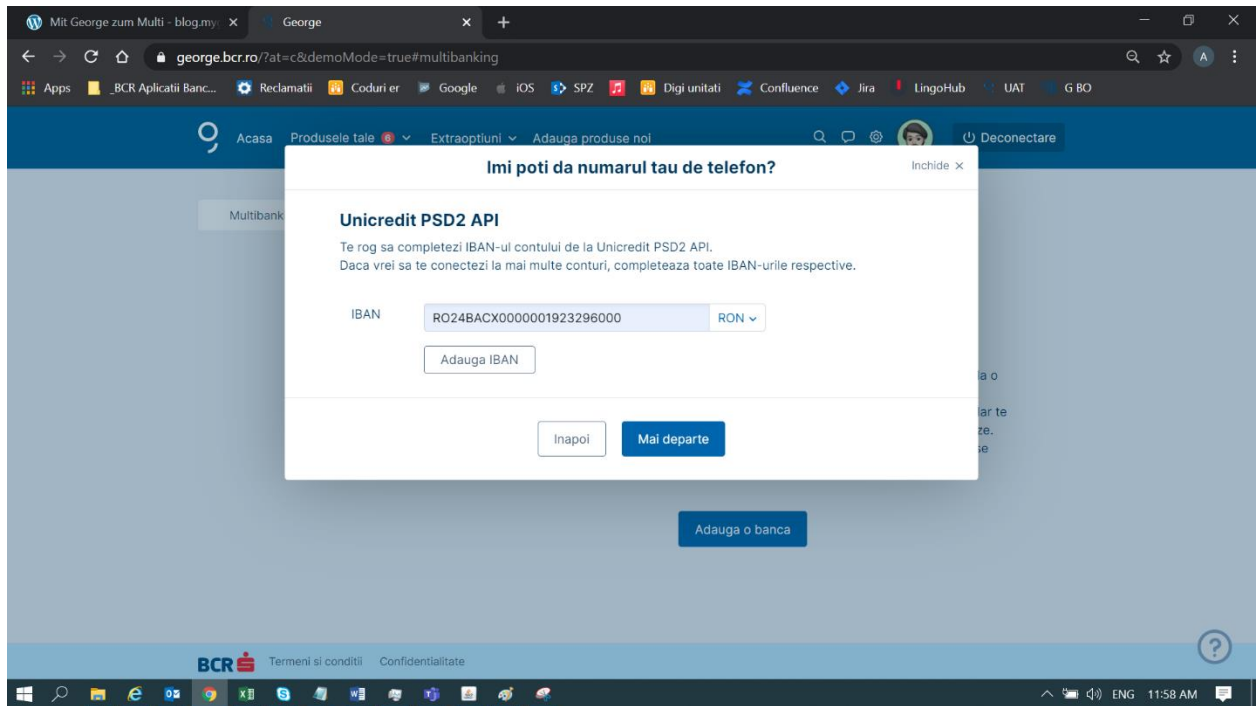 Mit George zum Multi - blog.my
George
george.bcr.ro/?at=c&demoMode=true#multibanking
A
Apps
_BCR Aplicatii Banc...
Reclamatii
Coduri er
Google
iOS
SPZ
Digi unitati
Confluence
Jira
LingoHub
UAT
G BO
Acasa
Produsele tale 6
Extraoptiuni
Adauga produse noi
Deconectare
Imi poti da numarul tau de telefon?
Inchide ×
Multibank
Unicredit PSD2 API
Te rog sa completezi IBAN-ul contului de la Unicredit PSD2 API.
Daca vrei sa te conectezi la mai multe conturi, completeaza toate IBAN-urile respective.
IBAN
RO24BACX0000001923296000
RON
Adauga IBAN
la o
iar te
ze.
se
Inapoi
Mai departe
Adauga o banca
?
BCR
Termeni si conditii
Confidentialitate
ENG
11:58 AM